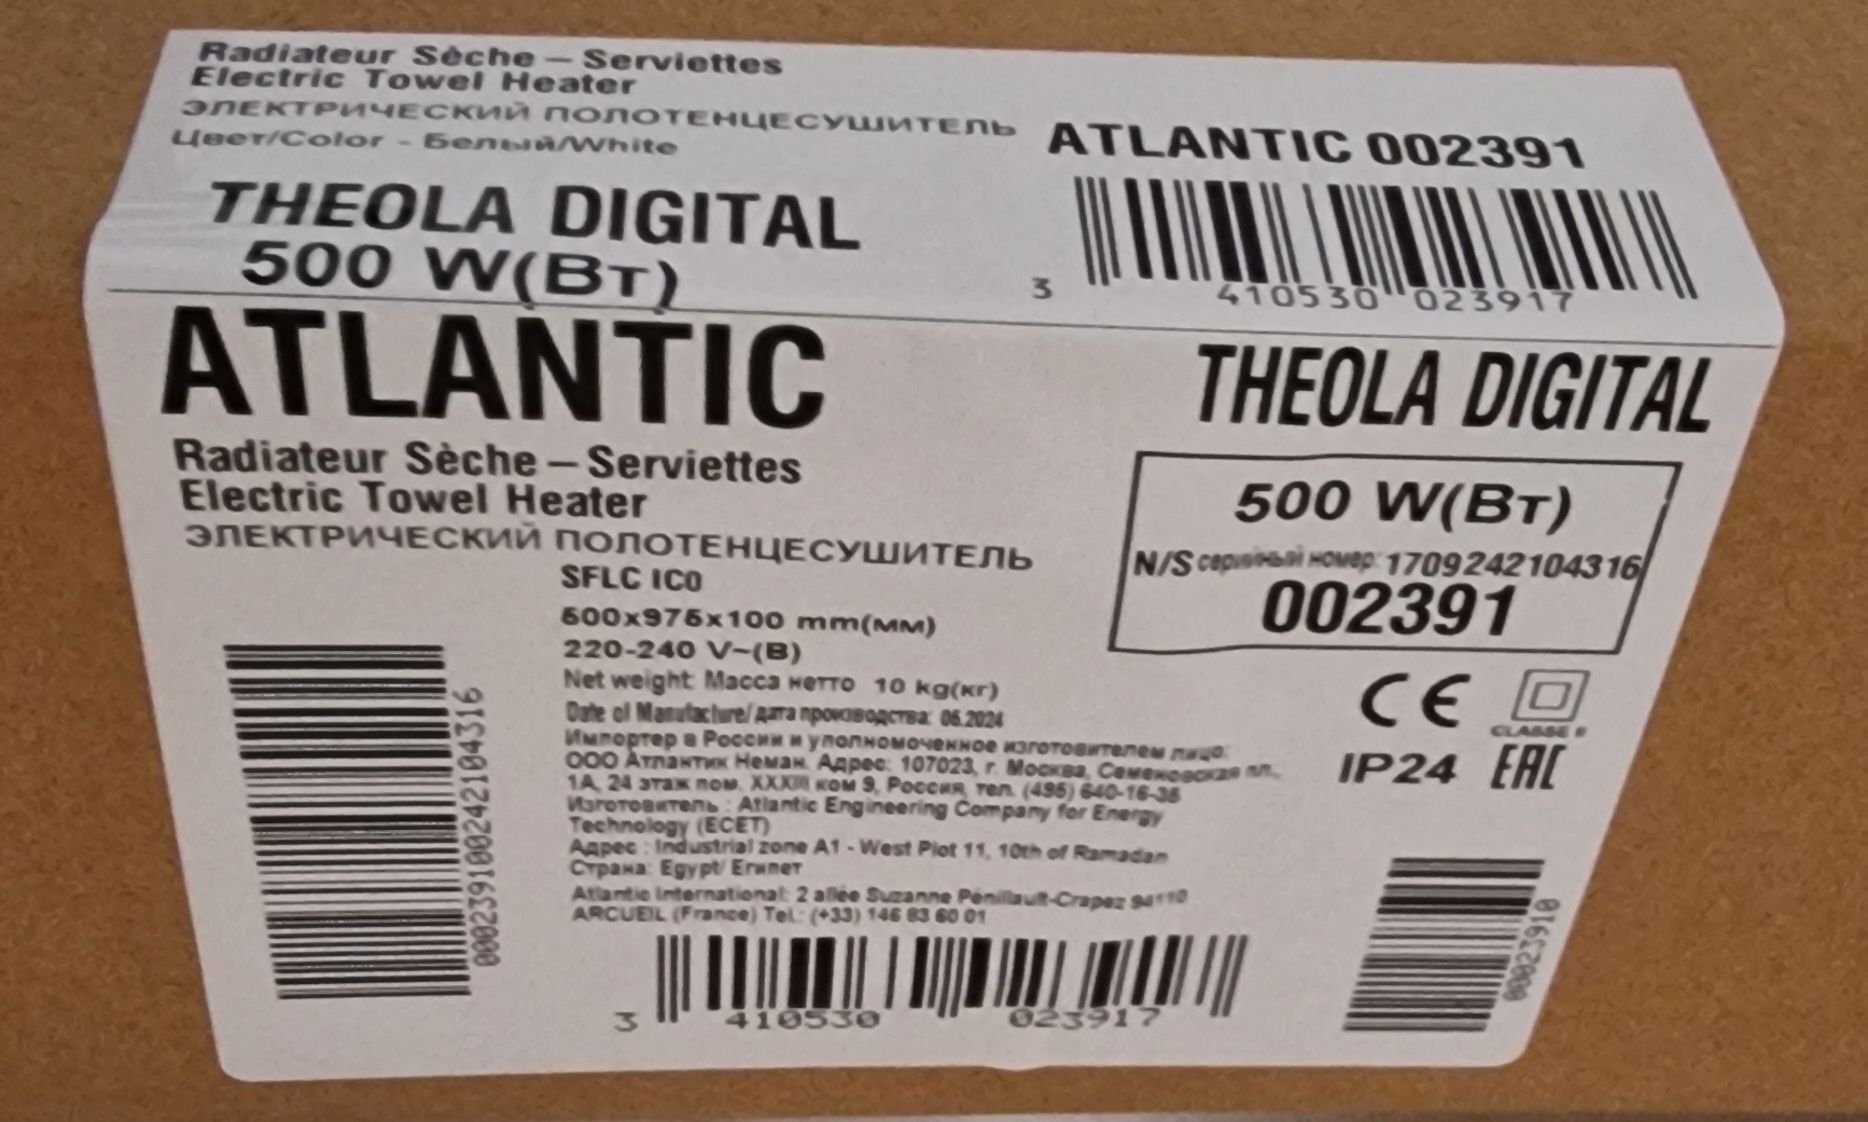 Radiateur Sèche – Serviettes
Electric Towel Heater
ЭЛЕКТРИЧЕСКИЙ ПОЛОТЕНЦЕСУШИТЕЛЬ
Цвет/Color - Белый/White
THEOLA DIGITAL
500 W(Вт)
ATLANTIC 002391
3 410530 023917
ATLANTIC
Radiateur Sèche – Serviettes
Electric Towel Heater
ЭЛЕКТРИЧЕСКИЙ ПОЛОТЕНЦЕСУШИТЕЛЬ
THEOLA DIGITAL
500 W(Вт)
N/S серийный номер: 1709242104316
002391
SFLC IC0
500x975x100 mm(мм)
220-240 V~(В)
Net weight: Масса нетто 10 kg(кг)
Date of Manufacture/ дата производства: 06.2024
Импортер в России и уполномоченное изготовителем лицо:
ООО Атлантик Неман. Адрес: 107023, г. Москва, Семеновская пл.,
1А, 24 этаж пом. XXXIII ком 9, Россия, тел. (495) 640-16-35
Изготовитель : Atlantic Engineering Company for Energy
Technology (ECET)
Адрес : Industrial zone A1 - West Plot 11, 10th of Ramadan
Страна: Egypt/ Египет
Atlantic International: 2 allée Suzanne Pénillault-Crapez 94110
ARCUEIL (France) Tel.: (+33) 146 83 60 01
CE
CLASSE II
IP24 EAC
000239100242104316
3 410530 023917
00023910